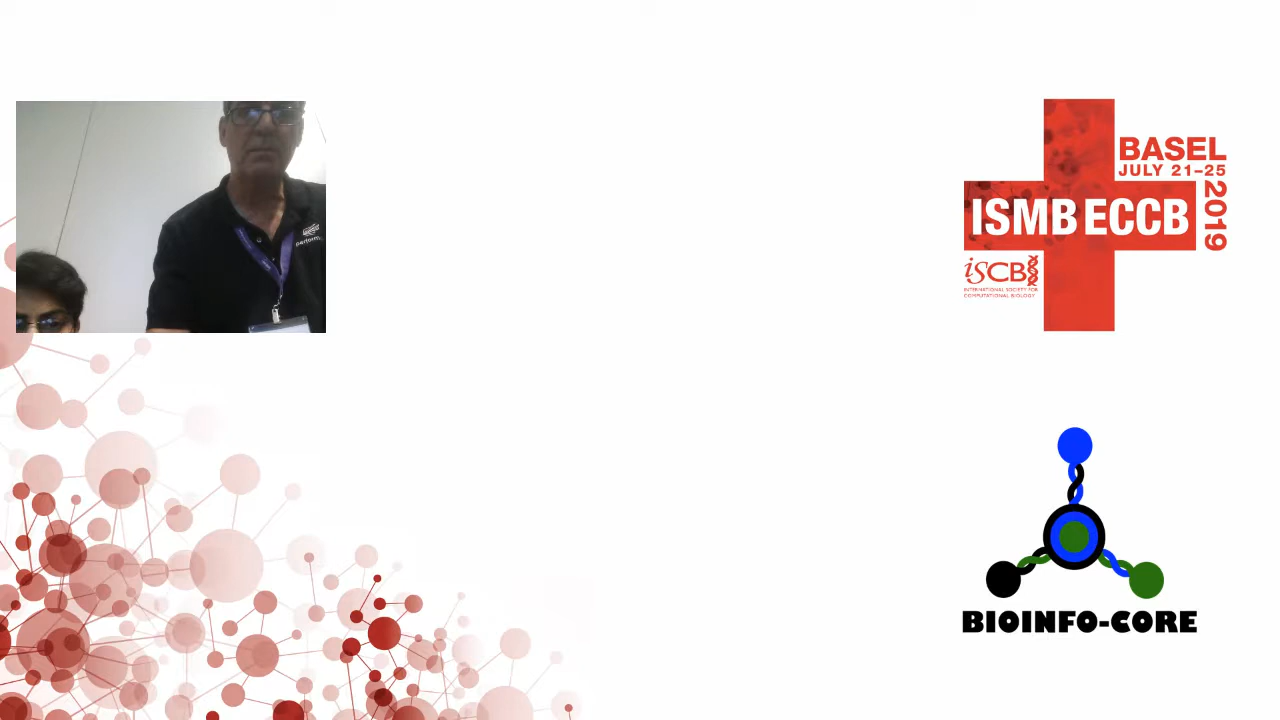 BASEL
JULY 21–25
2019
ISMB ECCB
iSCB
INTERNATIONAL SOCIETY FOR
COMPUTATIONAL BIOLOGY
BIOINFO-CORE